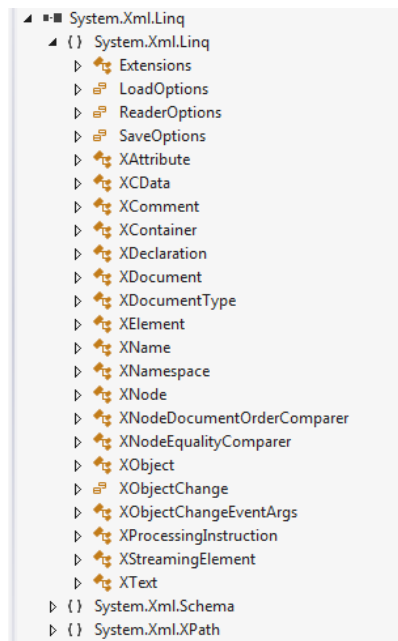 System.Xml.Linq
{ } System.Xml.Linq
Extensions
LoadOptions
ReaderOptions
SaveOptions
XAttribute
XCData
XComment
XContainer
XDeclaration
XDocument
XDocumentType
XElement
XName
XNamespace
XNode
XNodeDocumentOrderComparer
XNodeEqualityComparer
XObject
XObjectChange
XObjectChangeEventArgs
XProcessingInstruction
XStreamingElement
XText
{ } System.Xml.Schema
{ } System.Xml.XPath